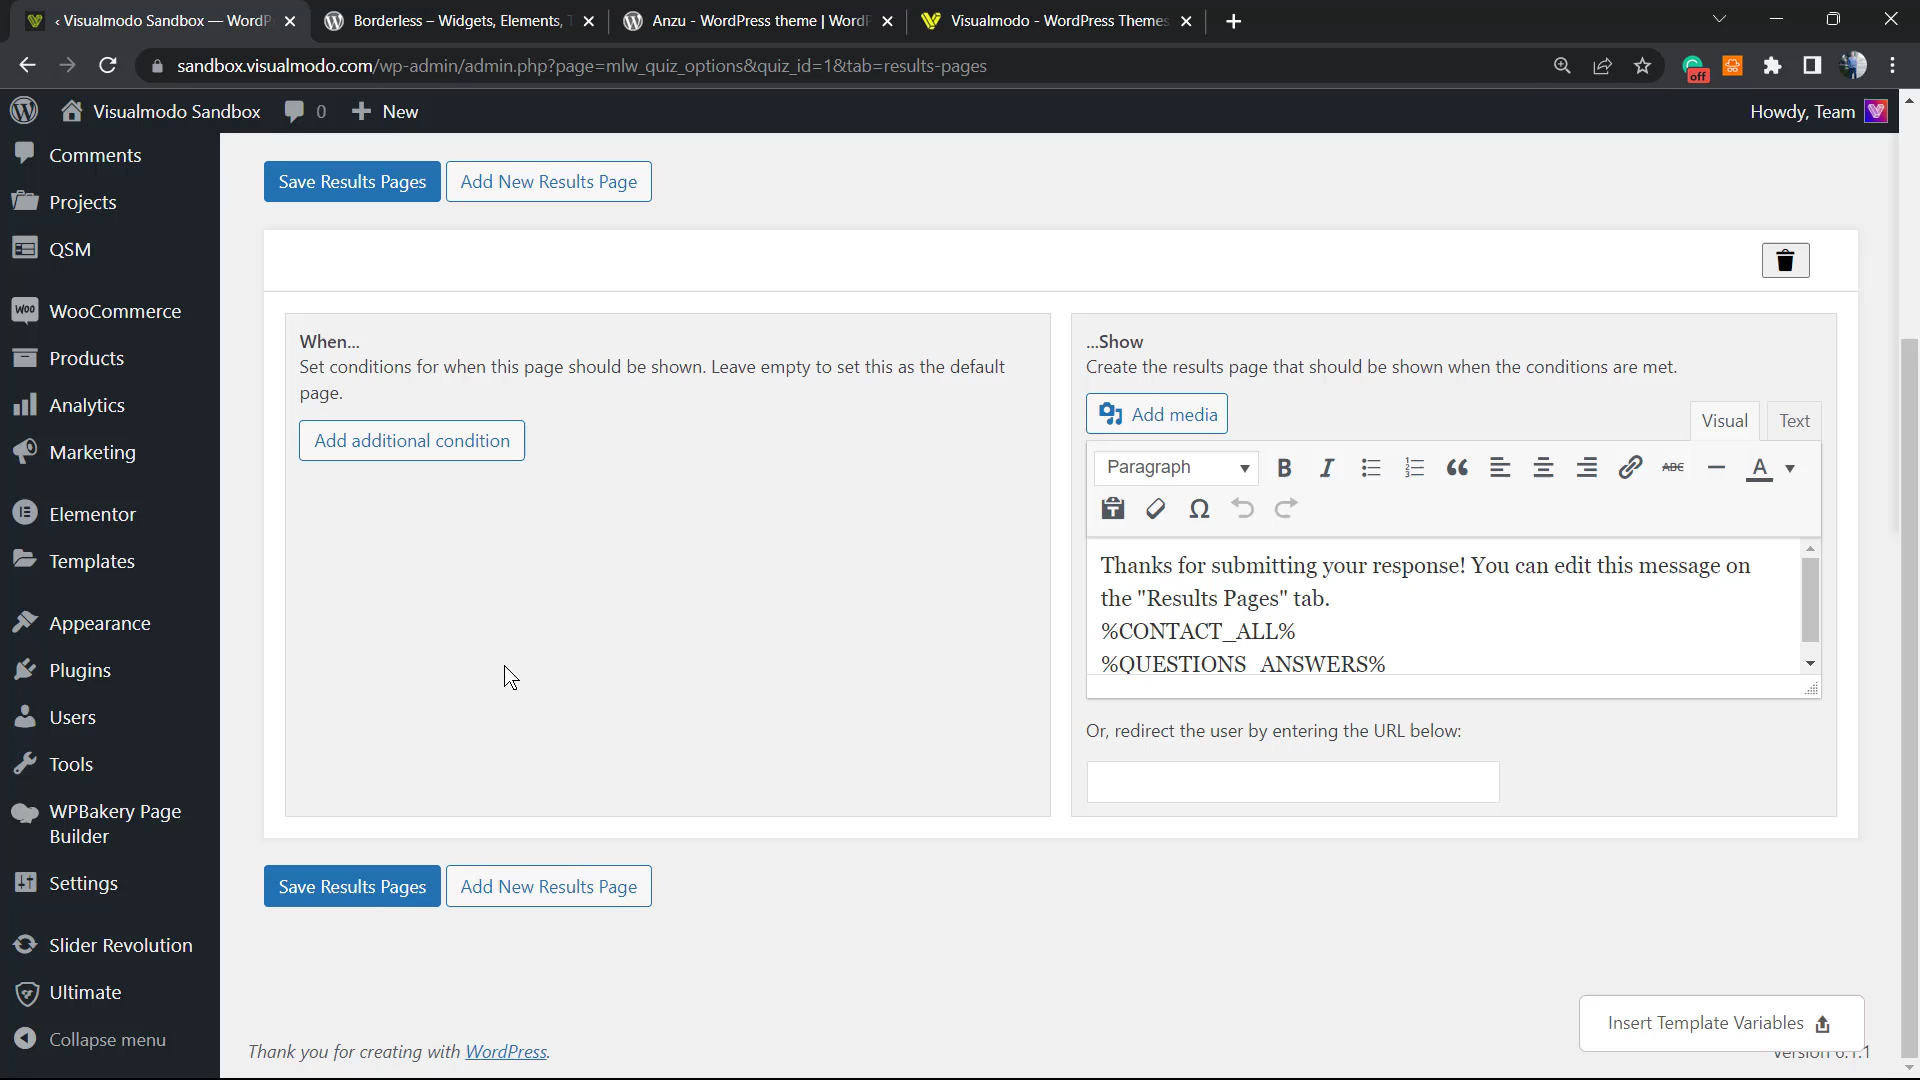 ‹ Visualmodo Sandbox — WordP
Borderless – Widgets, Elements,
Anzu - WordPress theme | WordP
Visualmodo - WordPress Themes
sandbox.visualmodo.com/wp-admin/admin.php?page=mlw_quiz_options&quiz_id=1&tab=results-pages
off
Visualmodo Sandbox
0
New
Howdy, Team
Comments
Projects
QSM
WooCommerce
Products
Analytics
Marketing
Elementor
Templates
Appearance
Plugins
Users
Tools
WPBakery Page
Builder
Settings
Slider Revolution
Ultimate
Collapse menu
Save Results Pages
Add New Results Page
When...
Set conditions for when this page should be shown. Leave empty to set this as the default
page.
Add additional condition
...Show
Create the results page that should be shown when the conditions are met.
Add media
Visual
Text
Paragraph
Thanks for submitting your response! You can edit this message on
the "Results Pages" tab.
%CONTACT_ALL%
%QUESTIONS_ANSWERS%
Or, redirect the user by entering the URL below:
Save Results Pages
Add New Results Page
Insert Template Variables
Thank you for creating with WordPress.
Version 6.1.1